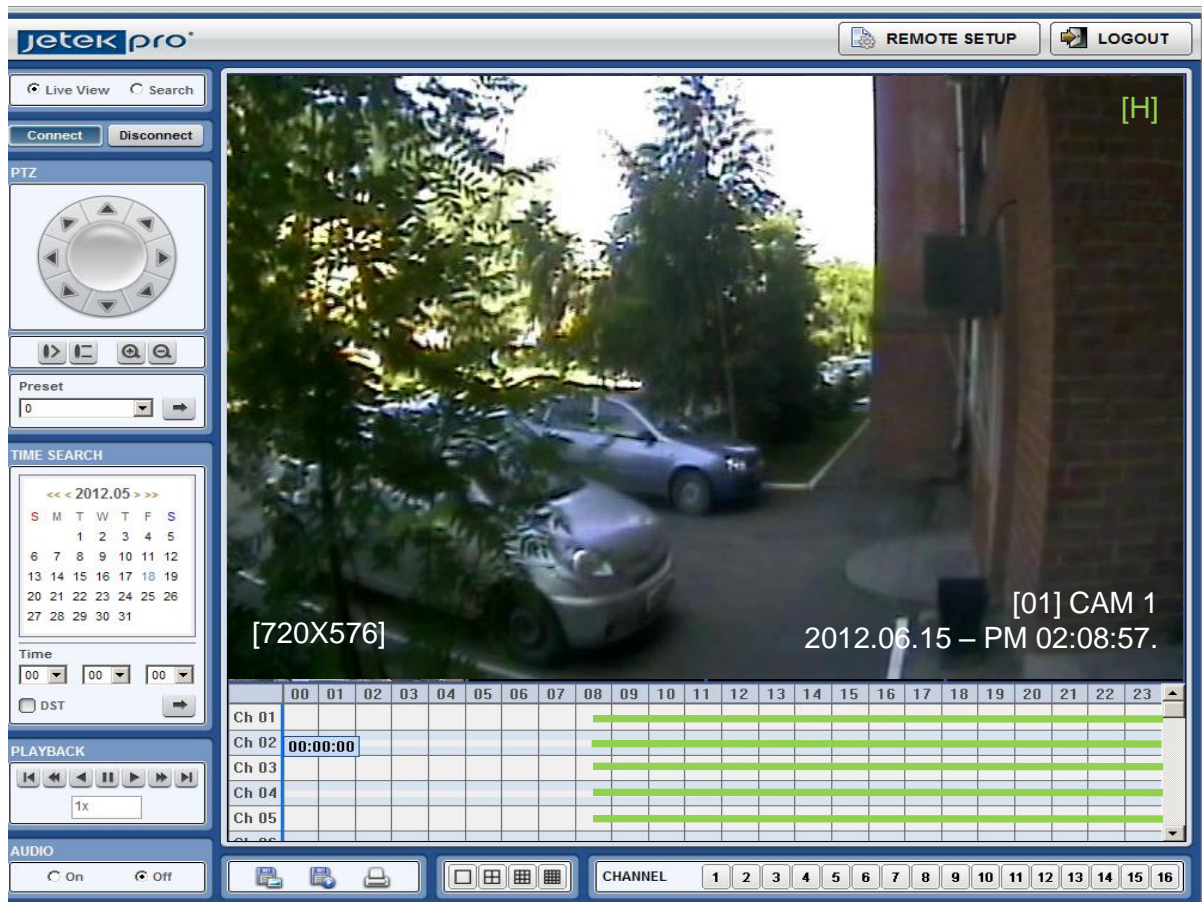 Jetek pro
REMOTE SETUP
LOGOUT
Live View Search
Connect Disconnect
PTZ
Preset
0
TIME SEARCH
<< < 2012.05 > >>
S M T W T F S
1 2 3 4 5
6 7 8 9 10 11 12
13 14 15 16 17 18 19
20 21 22 23 24 25 26
27 28 29 30 31
Time
00 00 00
DST
PLAYBACK
1x
AUDIO
On Off
[H]
[01] CAM 1
[720X576]
2012.06.15 – PM 02:08:57.
00 01 02 03 04 05 06 07 08 09 10 11 12 13 14 15 16 17 18 19 20 21 22 23
Ch 01
Ch 02 00:00:00
Ch 03
Ch 04
Ch 05
CHANNEL 1 2 3 4 5 6 7 8 9 10 11 12 13 14 15 16